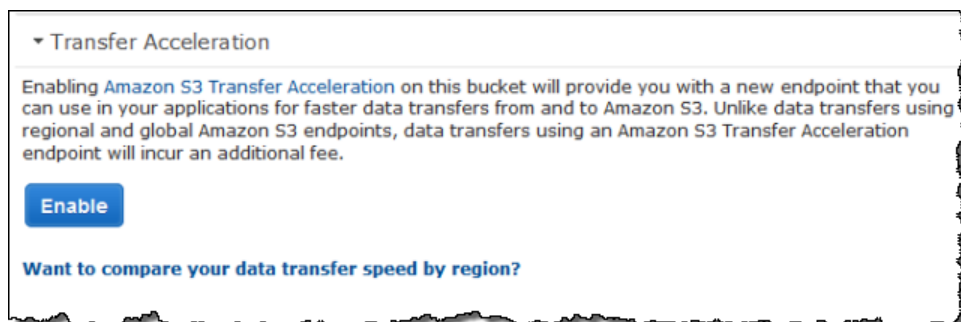 Transfer Acceleration
Enabling Amazon S3 Transfer Acceleration on this bucket will provide you with a new endpoint that you
can use in your applications for faster data transfers from and to Amazon S3. Unlike data transfers using
regional and global Amazon S3 endpoints, data transfers using an Amazon S3 Transfer Acceleration
endpoint will incur an additional fee.
Enable
Want to compare your data transfer speed by region?